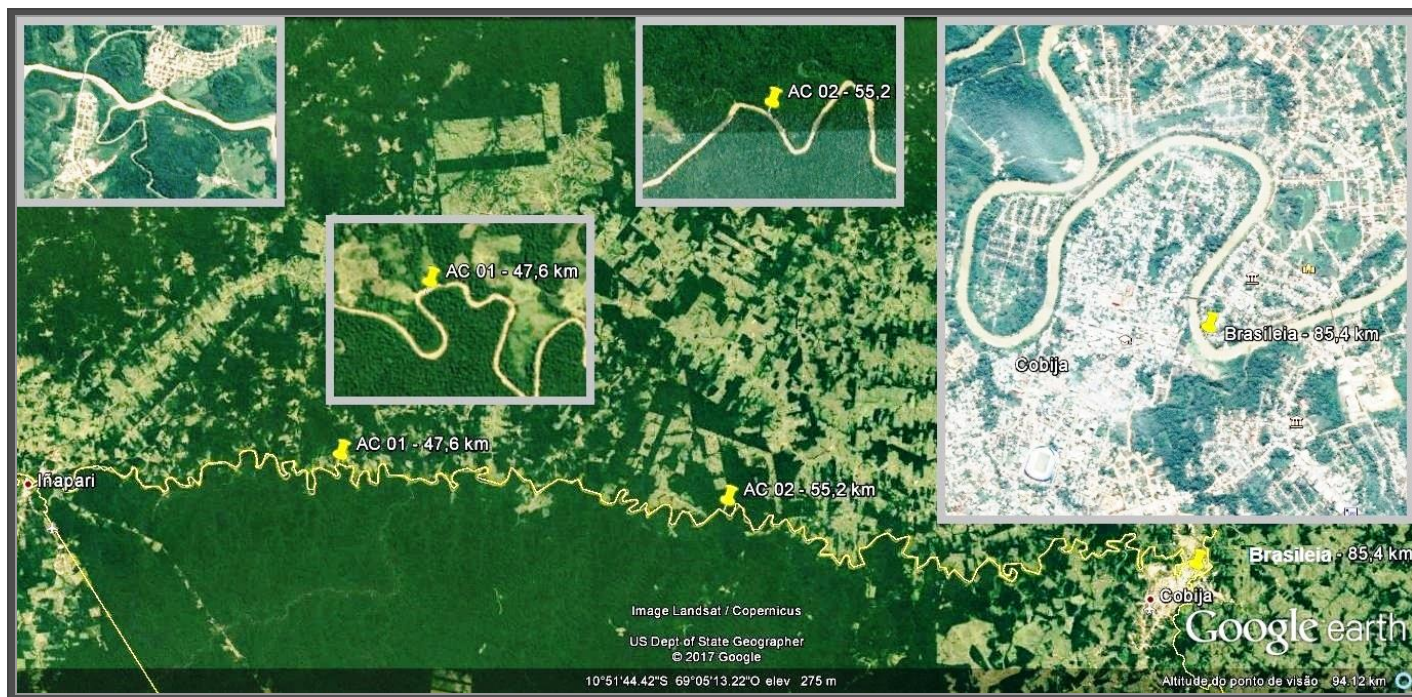 AC 02 - 55,2
AC 01 - 47,6 km
Brasileia - 85,4 km
Cobija
AC 01 - 47,6 km
Iñapari
AC 02 - 55,2 km
Brasileia - 85,4 km
Cobija
Image Landsat / Copernicus
US Dept of State Geographer
© 2017 Google
Google earth
10°51'44.42"S 69°05'13.22"O elev 275 m
Altitude do ponto de visão 94.12 km